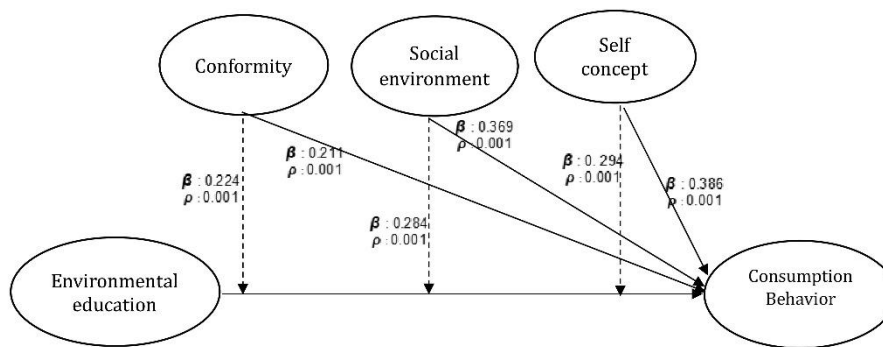 Conformity
Social
environment
Self
concept
β : 0.369
ρ : 0.001
β : 0.211
ρ : 0.001
β : 0.294
ρ : 0.001
β : 0.224
ρ : 0.001
β : 0.386
ρ : 0.001
β : 0.284
ρ : 0.001
Environmental
education
Consumption
Behavior